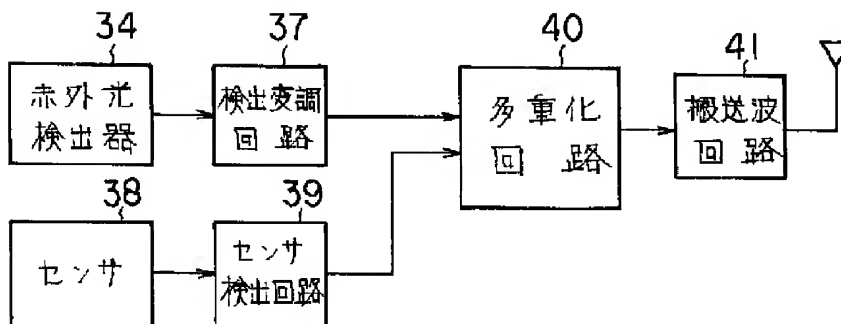 34
赤外光
検出器
37
検出変調
回路
40
多重化
回路
41
搬送波
回路
38
センサ
39
センサ
検出回路